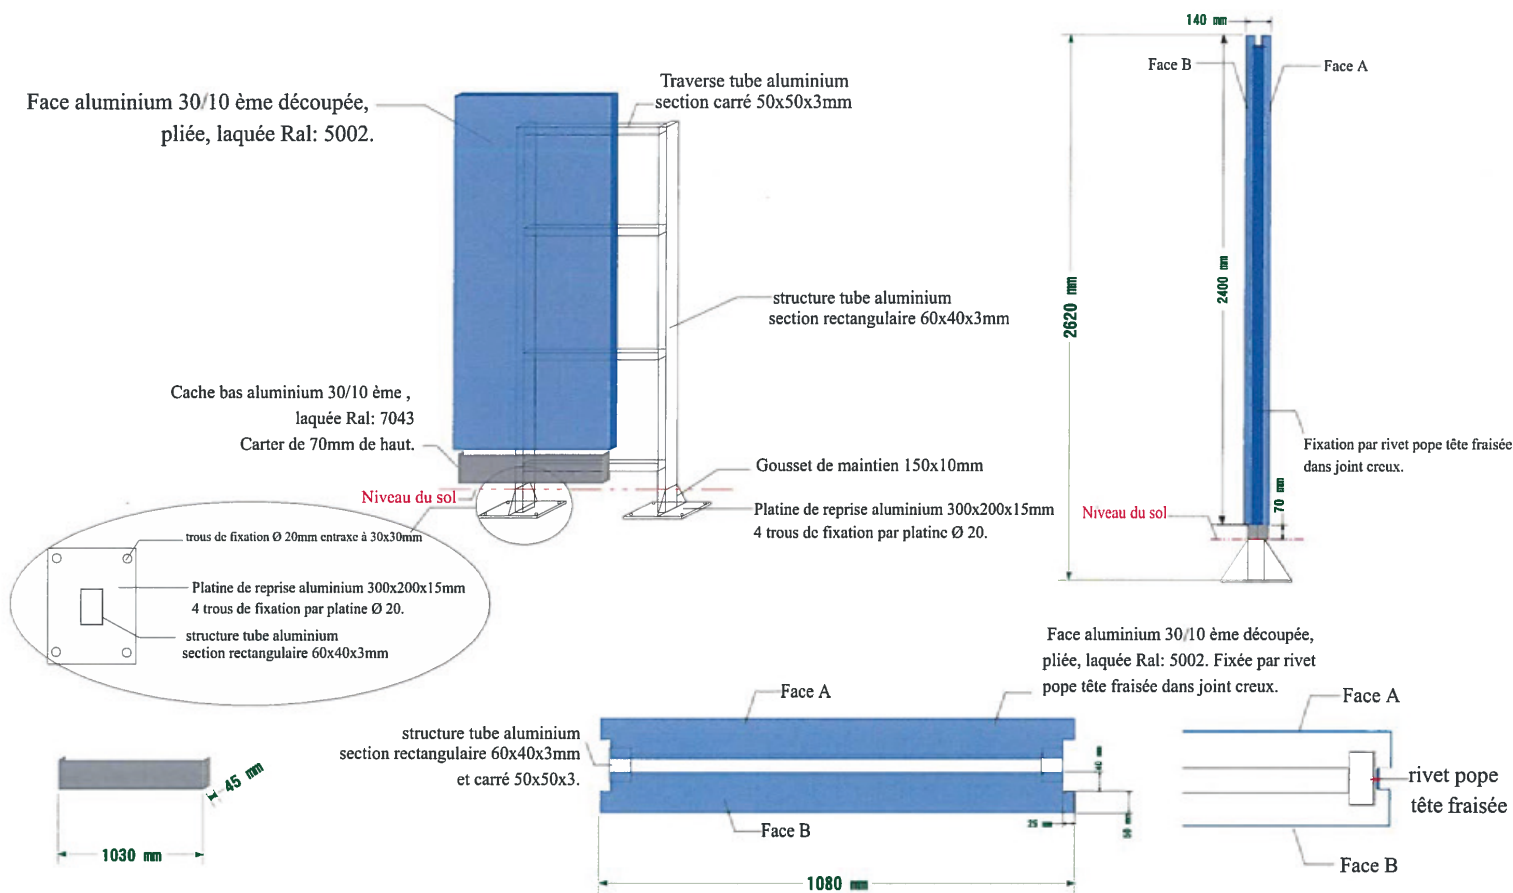 Face aluminium 30/10 ème découpée,
pliée, laquée Ral: 5002.
Traverse tube aluminium
section carré 50x50x3mm
structure tube aluminium
section rectangulaire 60x40x3mm
Cache bas aluminium 30/10 ème ,
laquée Ral: 7043
Carter de 70mm de haut.
Gousset de maintien 150x10mm
Niveau du sol
Platine de reprise aluminium 300x200x15mm
4 trous de fixation par platine Ø 20.
trous de fixation Ø 20mm entraxe à 30x30mm
Platine de reprise aluminium 300x200x15mm
4 trous de fixation par platine Ø 20.
structure tube aluminium
section rectangulaire 60x40x3mm
140 mm
Face B
Face A
2620 mm
2400 mm
Fixation par rivet pope tête fraisée
dans joint creux.
70 mm
Niveau du sol
45 mm
1030 mm
Face aluminium 30/10 ème découpée,
pliée, laquée Ral: 5002. Fixée par rivet
pope tête fraisée dans joint creux.
Face A
structure tube aluminium
section rectangulaire 60x40x3mm
et carré 50x50x3.
40 mm
25 mm
50 mm
Face B
1080 mm
Face A
rivet pope
tête fraisée
Face B